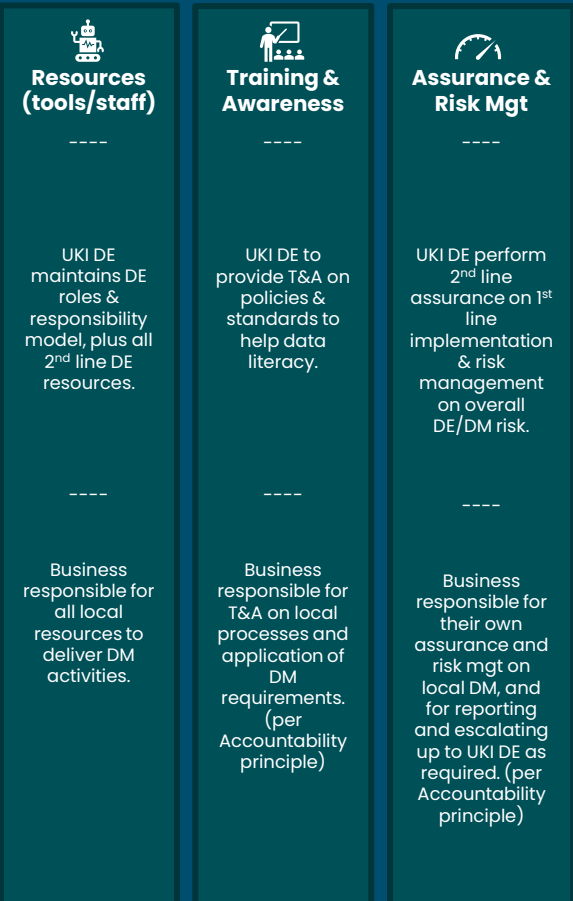 Resources
(tools/staff)
----
UKI DE
maintains DE
roles &
responsibility
model, plus all
2nd line DE
resources.
----
Business
responsible for
all local
resources to
deliver DM
activities.
Training &
Awareness
----
UKI DE to
provide T&A on
policies &
standards to
help data
literacy.
----
Business
responsible for
T&A on local
processes and
application of
DM
requirements.
(per
Accountability
principle)
Assurance &
Risk Mgt
----
UKI DE perform
2nd line
assurance on 1st
line
implementation
& risk
management
on overall
DE/DM risk.
----
Business
responsible for
their own
assurance and
risk mgt on
local DM, and
for reporting
and escalating
up to UKI DE as
required. (per
Accountability
principle)